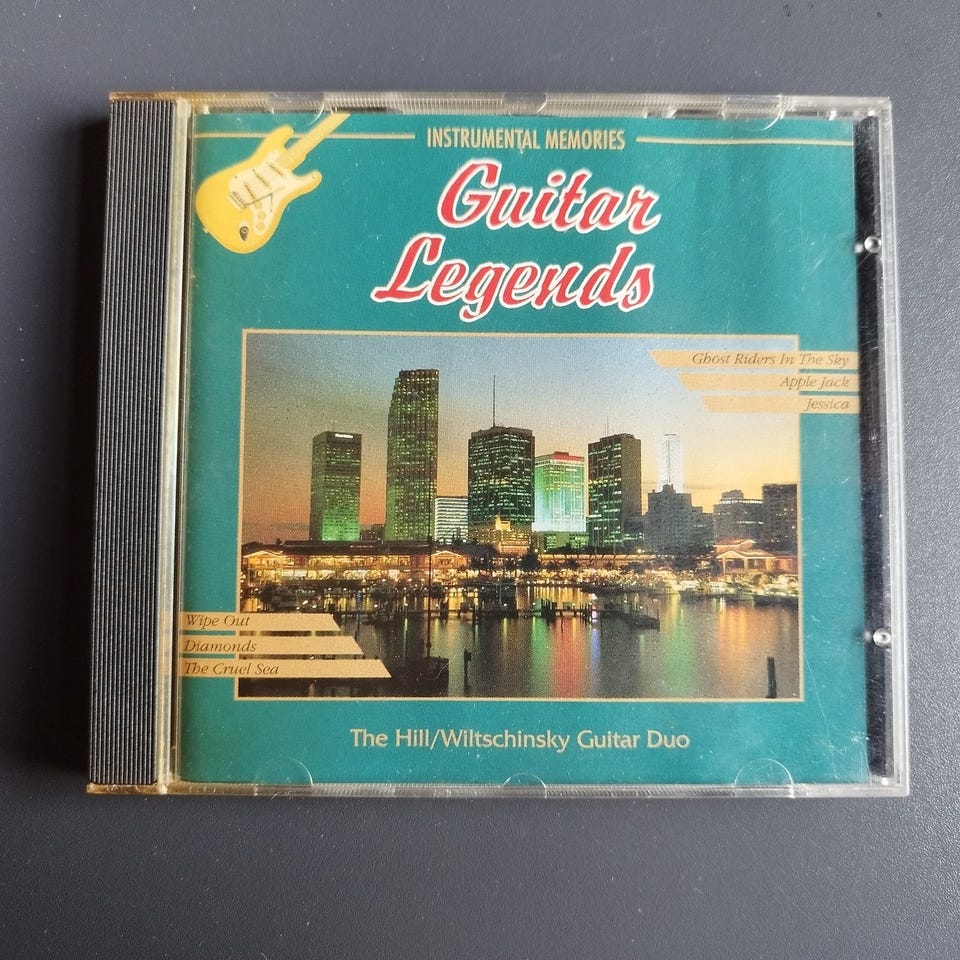 INSTRUMENTAL MEMORIES
Guitar
Legends
Ghost Riders In The Sky
Apple Jack
Jessica
Wipe Out
Diamonds
The Cruel Sea
The Hill/Wiltschinsky Guitar Duo